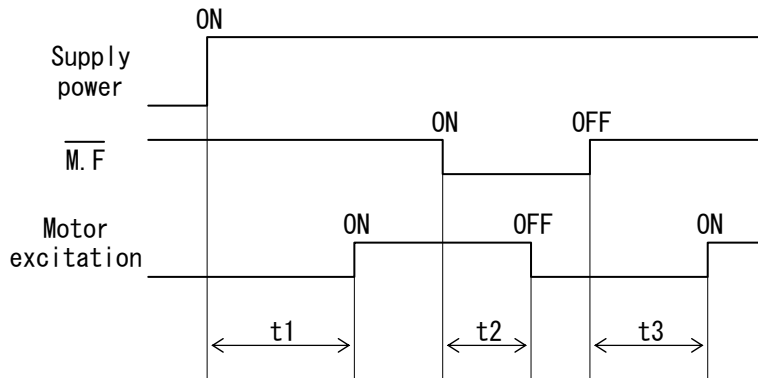 ON
Supply
power
ON
OFF
M.F
Motor
excitation
ON
OFF
ON
t1
t2
t3